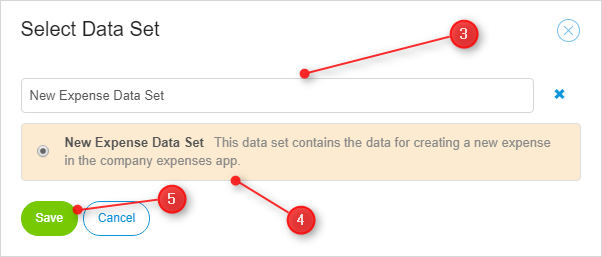 Select Data Set
3
New Expense Data Set
New Expense Data Set This data set contains the data for creating a new expense
in the company expenses app.
5
Save Cancel
4